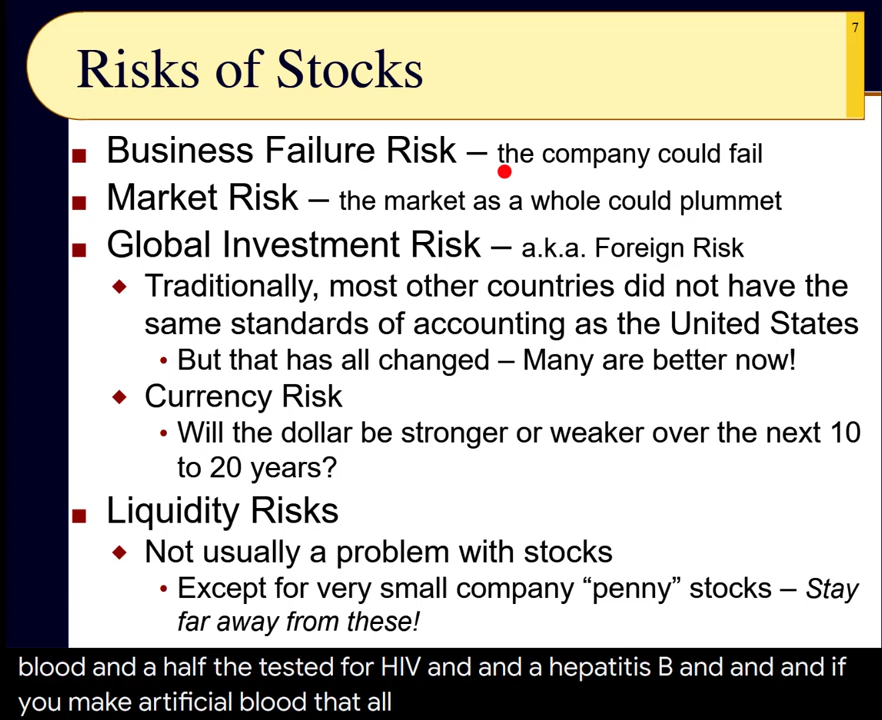 7
Risks of Stocks
■ Business Failure Risk – the company could fail
■ Market Risk – the market as a whole could plummet
■ Global Investment Risk – a.k.a. Foreign Risk
◆ Traditionally, most other countries did not have the
same standards of accounting as the United States
• But that has all changed – Many are better now!
◆ Currency Risk
• Will the dollar be stronger or weaker over the next 10
to 20 years?
■ Liquidity Risks
◆ Not usually a problem with stocks
• Except for very small company “penny” stocks – Stay
far away from these!
blood and a half the tested for HIV and and a hepatitis B and and and if
you make artificial blood that all